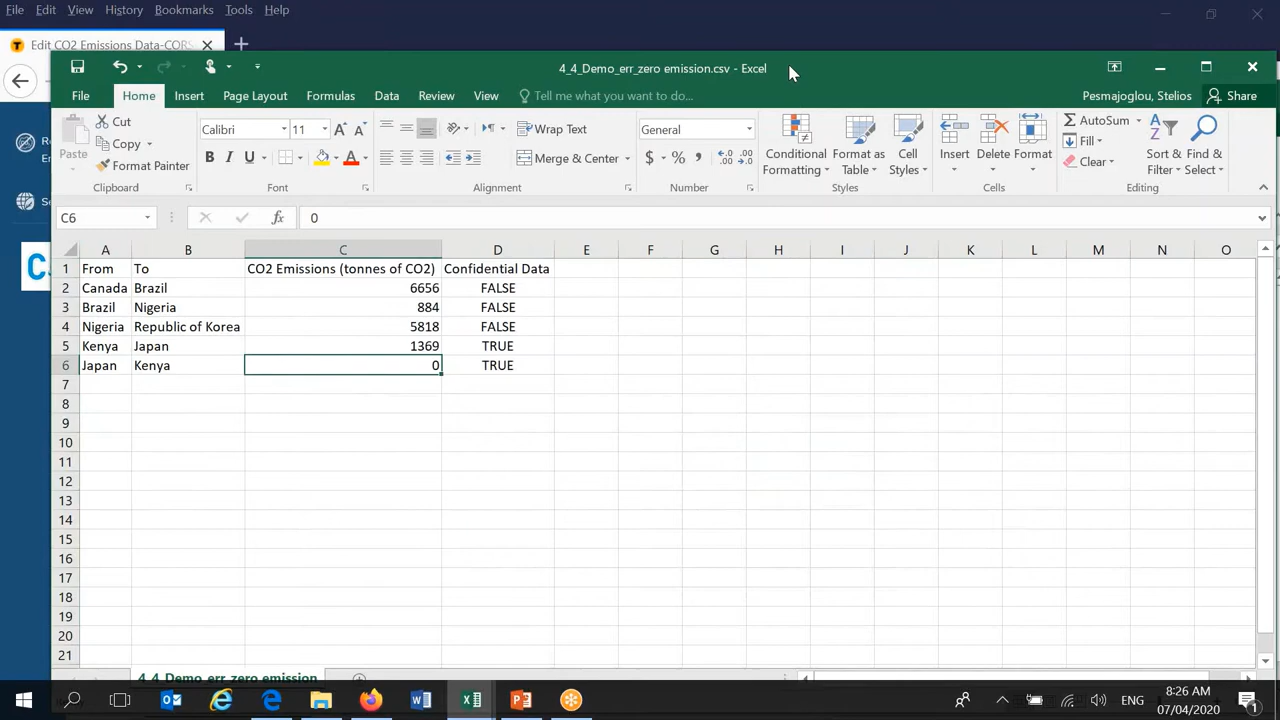 File Edit View History Bookmarks Tools Help
Edit CO2 Emissions Data-CORS
4_4_Demo_err_zero emission.csv - Excel
File Home Insert Page Layout Formulas Data Review View Tell me what you want to do... Pesmajoglou, Stelios Share
Paste Cut Copy Format Painter Clipboard
Calibri 11 B I U A Font
Wrap Text Merge & Center Alignment
General $ % , Number
Conditional Formatting Format as Table Cell Styles Styles
Insert Delete Format Cells
AutoSum Fill Clear Sort & Filter Find & Select Editing
C6 fx 0
A B C D E F G H I J K L M N O
1 From To CO2 Emissions (tonnes of CO2) Confidential Data
2 Canada Brazil 6656 FALSE
3 Brazil Nigeria 884 FALSE
4 Nigeria Republic of Korea 5818 FALSE
5 Kenya Japan 1369 TRUE
6 Japan Kenya 0 TRUE
7
8
9
10
11
12
13
14
15
16
17
18
19
20
21
4_4_Demo_err_zero emission
ENG 8:26 AM
07/04/2020